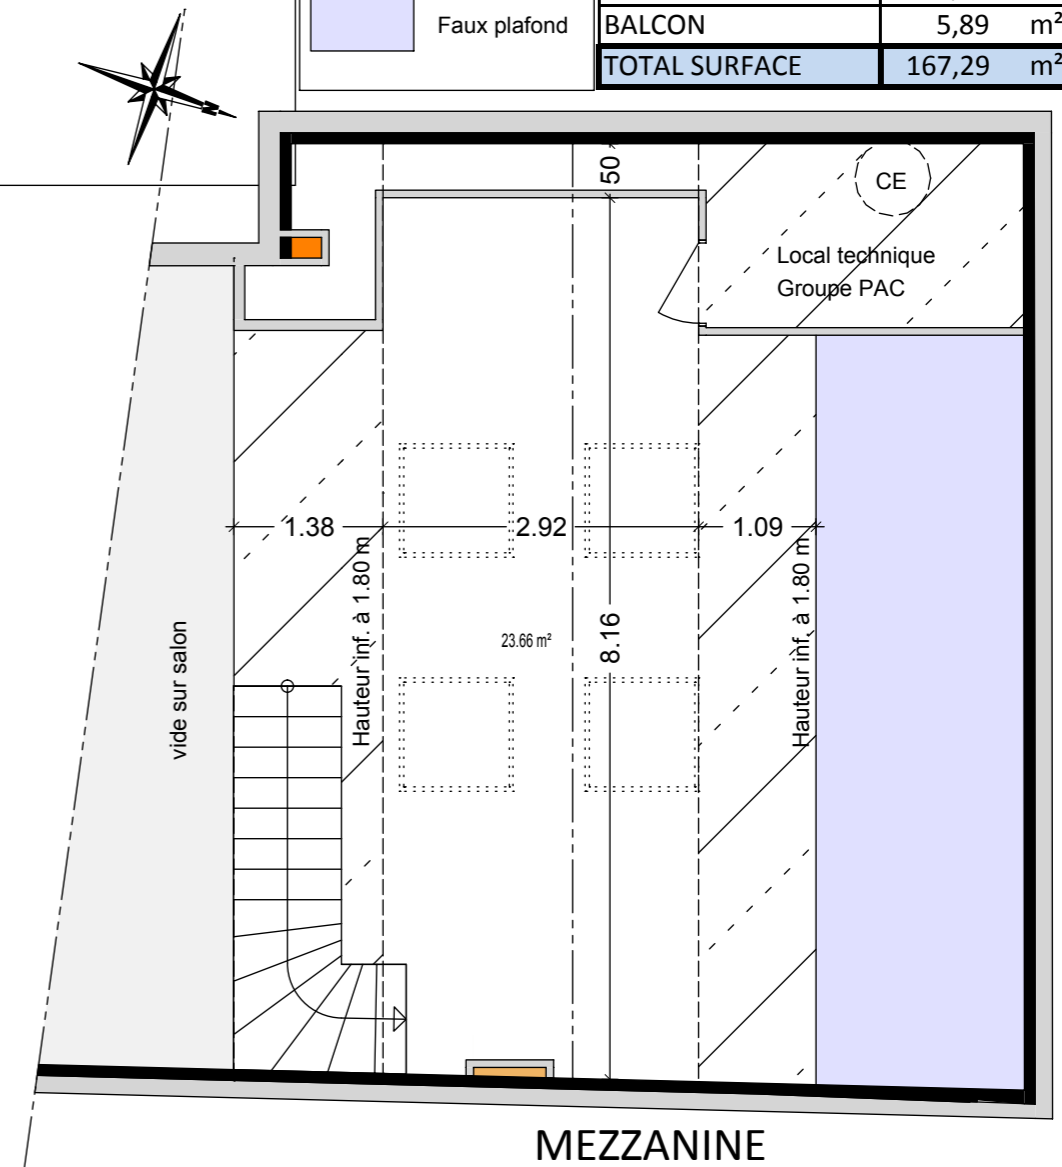 Faux plafond
BALCON 5,89 m²
TOTAL SURFACE 167,29 m²
N
50
CE
Local technique
Groupe PAC
1.38
2.92
1.09
Hauteur inf. à 1.80 m
Hauteur inf. à 1.80 m
23.66 m²
8.16
vide sur salon
MEZZANINE